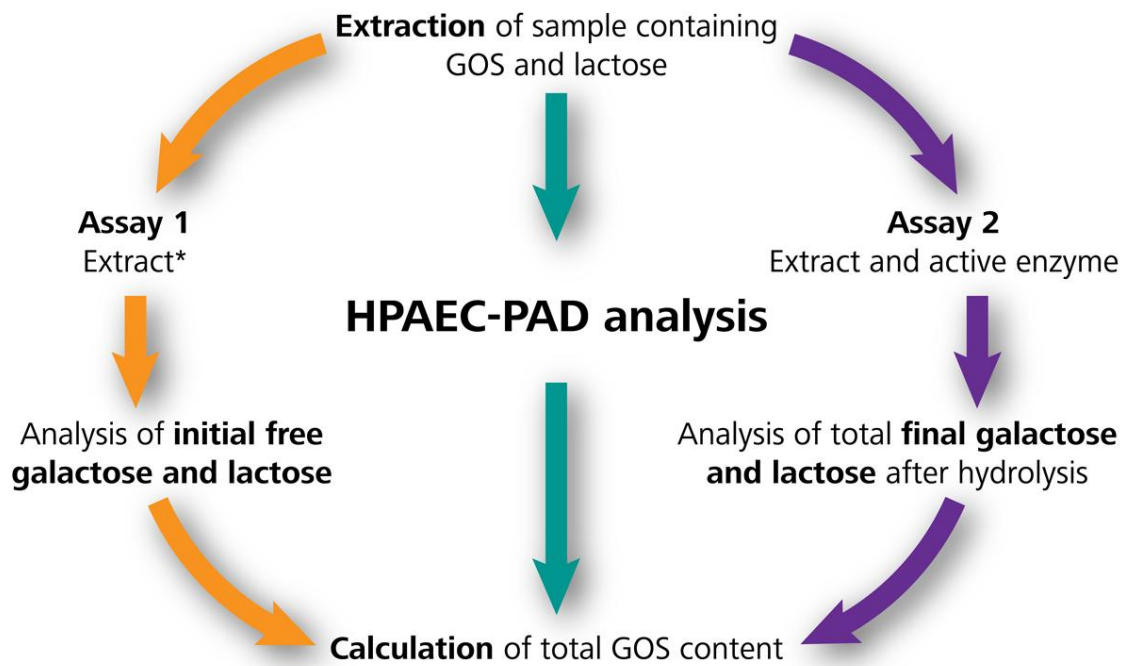 Extraction of sample containing
GOS and lactose
Assay 1
Extract*
Assay 2
Extract and active enzyme
HPAEC-PAD analysis
Analysis of initial free
galactose and lactose
Analysis of total final galactose
and lactose after hydrolysis
Calculation of total GOS content